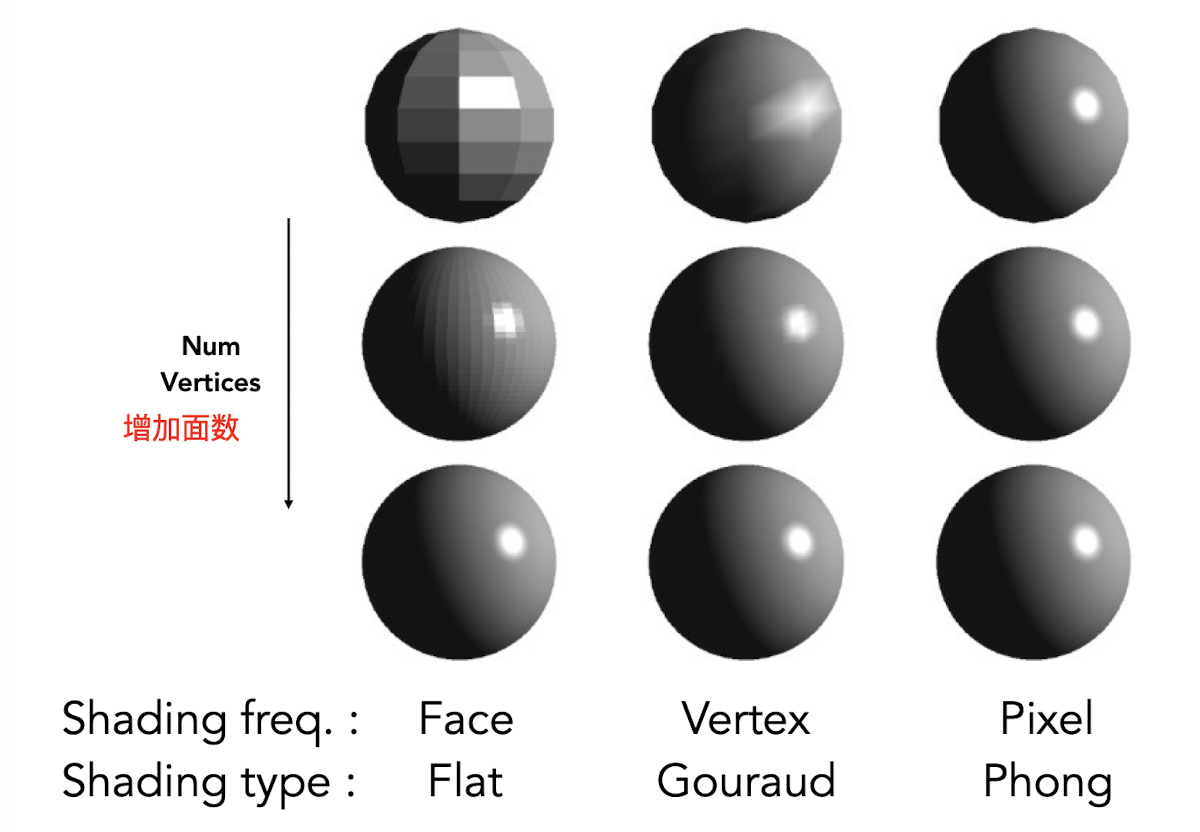 Num
Vertices
增加面数
Shading freq. : Face Vertex Pixel
Shading type : Flat Gouraud Phong